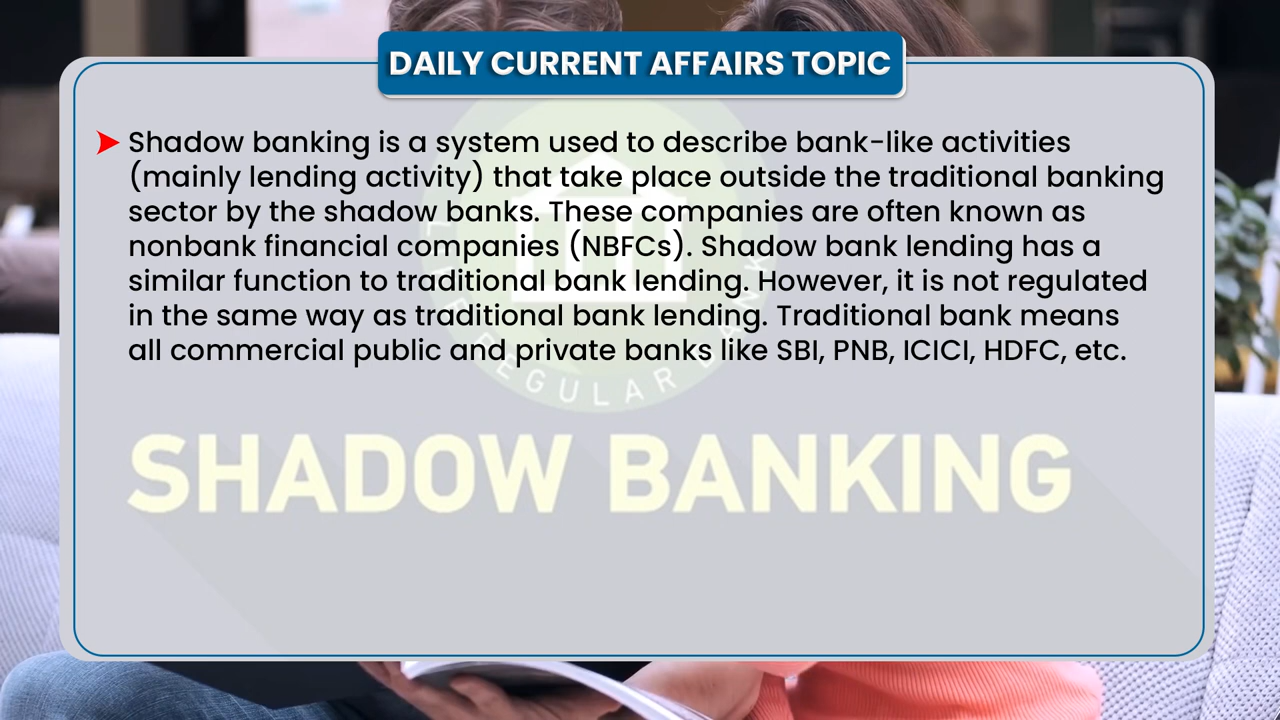 DAILY CURRENT AFFAIRS TOPIC
Shadow banking is a system used to describe bank-like activities
(mainly lending activity) that take place outside the traditional banking
sector by the shadow banks. These companies are often known as
nonbank financial companies (NBFCs). Shadow bank lending has a
similar function to traditional bank lending. However, it is not regulated
in the same way as traditional bank lending. Traditional bank means
all commercial public and private banks like SBI, PNB, ICICI, HDFC, etc.
REGULAR
SHADOW BANKING